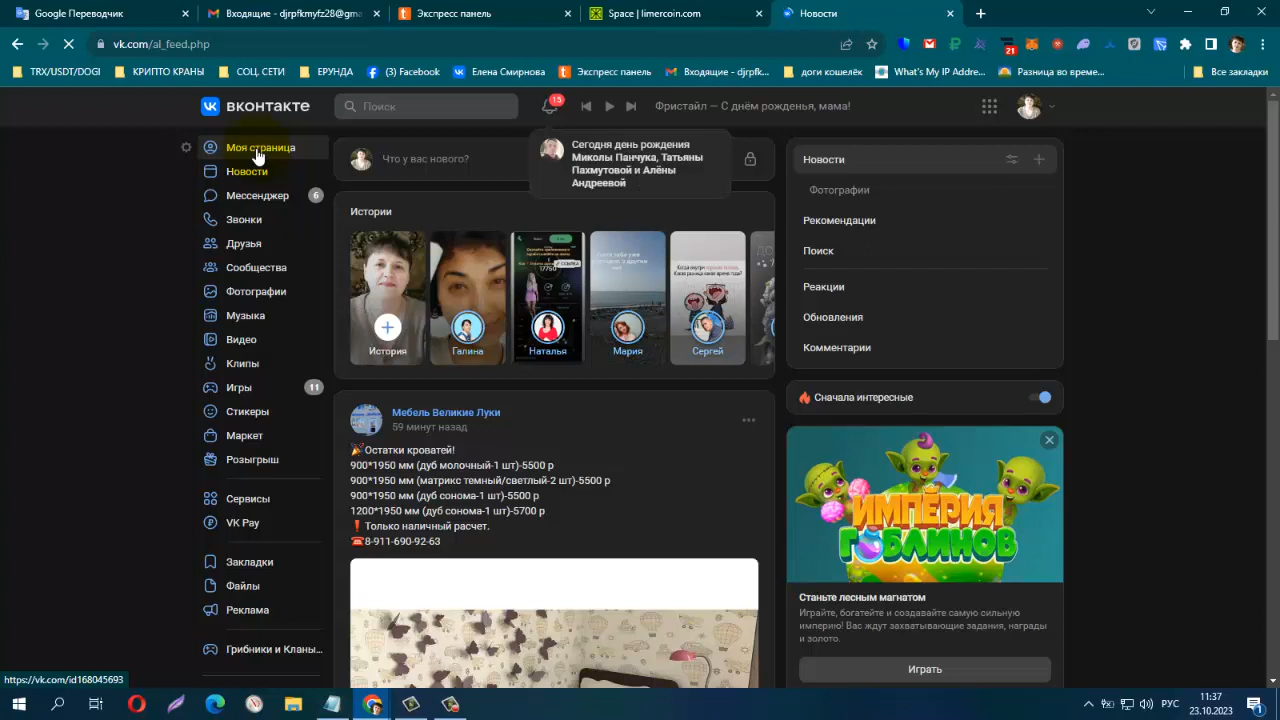 Google Переводчик
Входящие - djrpfkmyfz28@gma
Экспресс панель
Space | limercoin.com
Новости
vk.com/al_feed.php
21
TRX/USDT/DOGI
КРИПТО КРАНЫ
СОЦ. СЕТИ
ЕРУНДА
(3) Facebook
Елена Смирнова
Экспресс панель
Входящие - djrpfk...
доги кошелёк
What's My IP Addre...
Разница во време...
Все закладки
ВКОНТАКТЕ
Поиск
15
Фристайл — С днём рожденья, мама!
Моя страница
Новости
Мессенджер
6
Звонки
Друзья
Сообщества
Фотографии
Музыка
Видео
Клипы
Игры
11
Стикеры
Маркет
Розыгрыш
Сервисы
VK Pay
Закладки
Файлы
Реклама
Грибники и Кланы...
Что у вас нового?
Сегодня день рождения
Миколы Панчука, Татьяны
Пахмутовой и Алёны
Андреевой
Истории
17750
ССЫЛКА
История
Галина
Наталья
Мария
Сергей
Мебель Великие Луки
59 минут назад
🎉Остатки кроватей!
900*1950 мм (дуб молочный-1 шт)-5500 р
900*1950 мм (матрикс темный/светлый-2 шт)-5500 р
900*1950 мм (дуб сонома-1 шт)-5500 р
1200*1950 мм (дуб сонома-1 шт)-5700 р
❗Только наличный расчет.
☎8-911-690-92-63
Новости
Фотографии
Рекомендации
Поиск
Реакции
Обновления
Комментарии
🔥 Сначала интересные
ИМПЕРИЯ
ГОБЛИНОВ
Станьте лесным магнатом
Играйте, богатейте и создавайте самую сильную
империю! Вас ждут захватывающие задания, награды
и золото.
Играть
https://vk.com/id168045693
РУС
11:37
23.10.2023
1